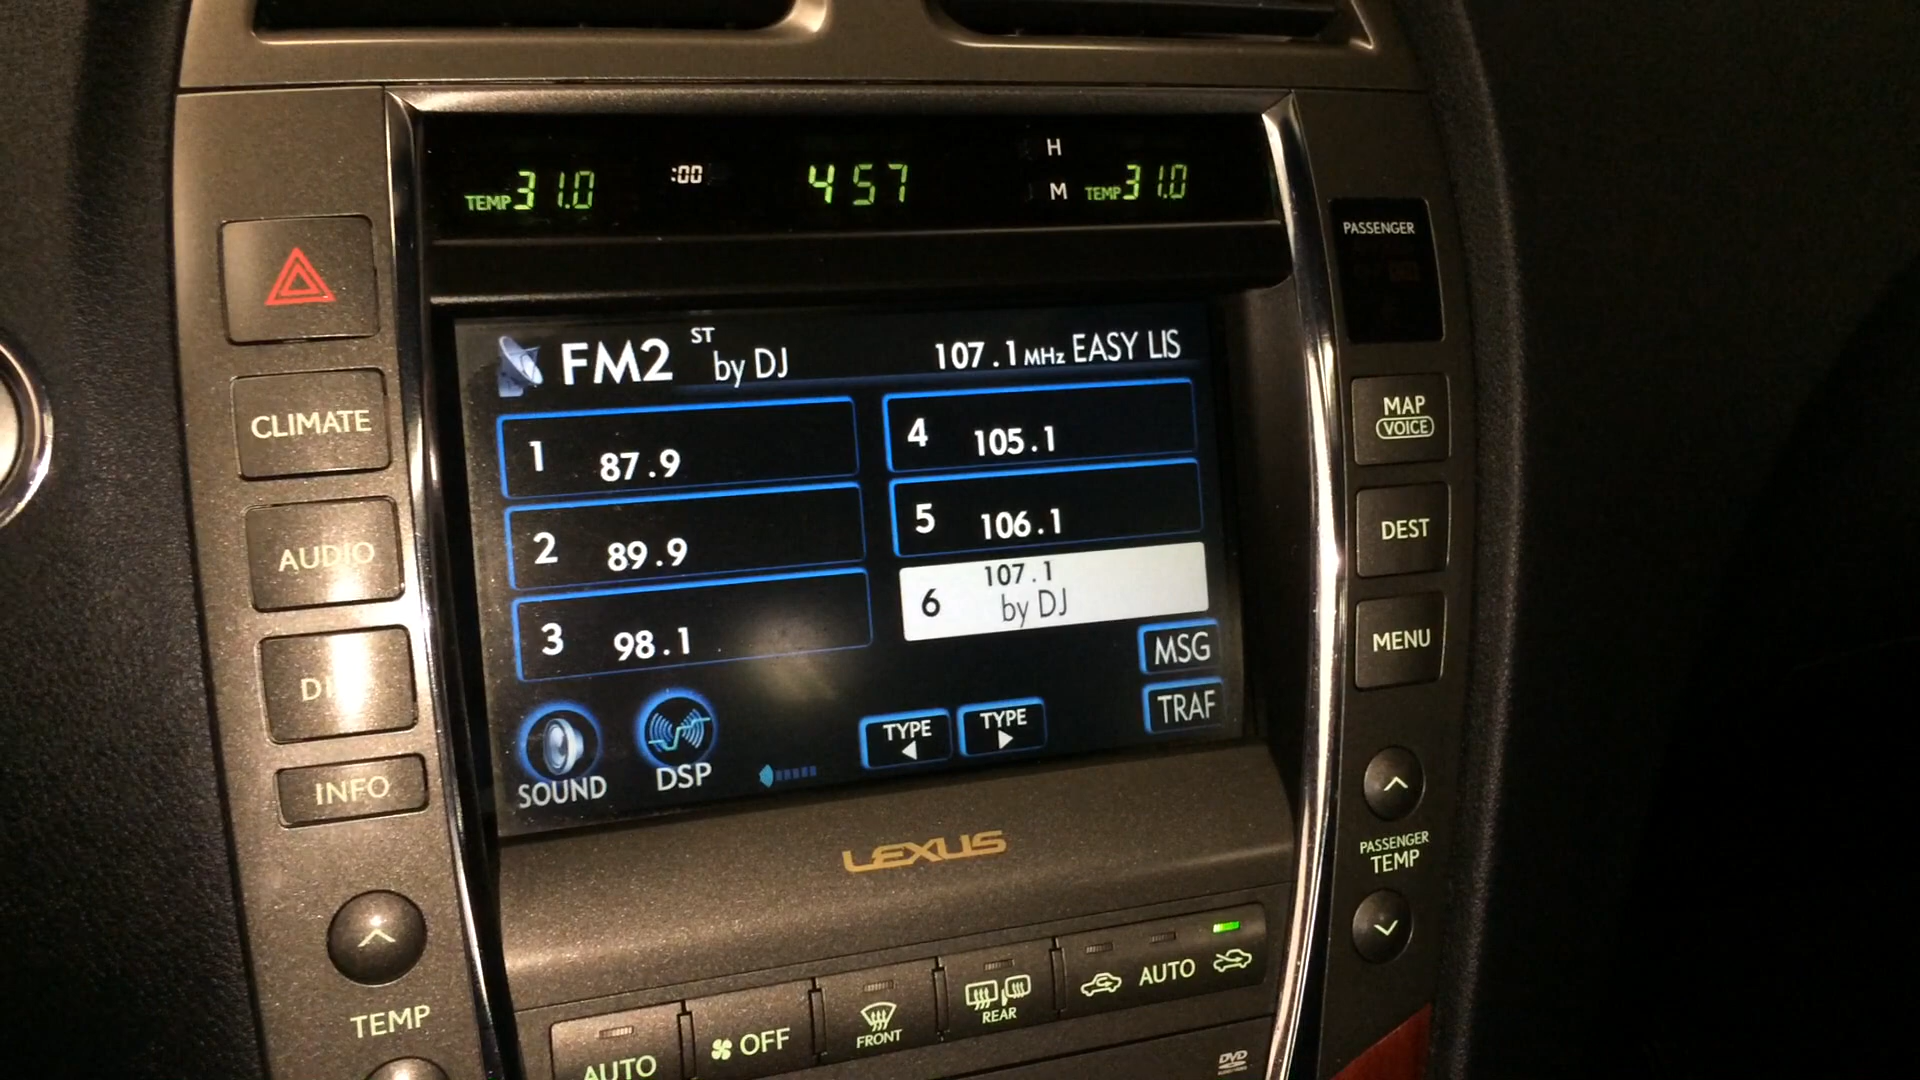 TEMP 31.0 :00 4 57 H
M TEMP 31.0
PASSENGER
CLIMATE
AUDIO
INFO
FM2 ST by DJ 107.1 MHz EASY LIS
1 87.9
2 89.9
3 98.1
4 105.1
5 106.1
6 107.1
by DJ
MSG
TRAF
SOUND
DSP
TYPE
TYPE
MAP
VOICE
DEST
MENU
LEXUS
PASSENGER
TEMP
TEMP
AUTO
OFF
FRONT
REAR
AUTO
DVD